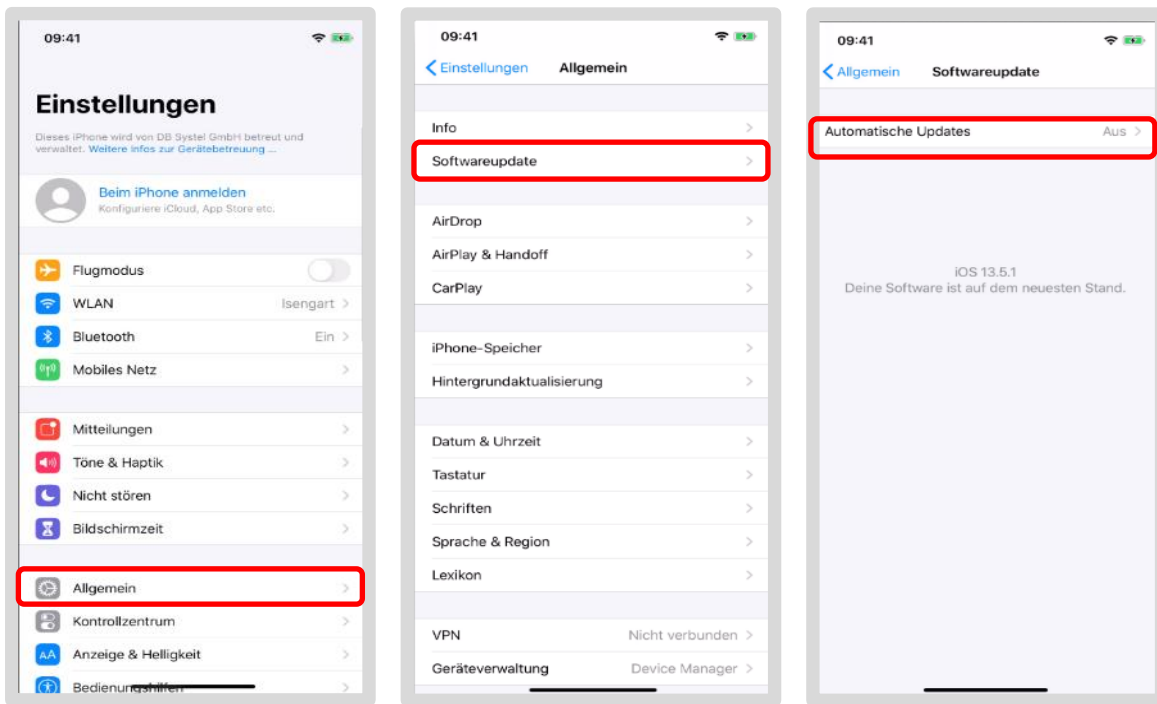 09:41
Einstellungen
Dieses iPhone wird von DB Systel GmbH betreut und
verwaltet. Weitere Infos zur Gerätebetreuung ...
Beim iPhone anmelden
Konfiguriere iCloud, App Store etc.
Flugmodus
WLAN Isengart
Bluetooth Ein
Mobiles Netz
Mitteilungen
Töne & Haptik
Nicht stören
Bildschirmzeit
Allgemein
Kontrollzentrum
AA Anzeige & Helligkeit
Bedienungshilfen
09:41
Einstellungen Allgemein
Info
Softwareupdate
AirDrop
AirPlay & Handoff
CarPlay
iPhone-Speicher
Hintergrundaktualisierung
Datum & Uhrzeit
Tastatur
Schriften
Sprache & Region
Lexikon
VPN Nicht verbunden
Geräteverwaltung Device Manager
09:41
Allgemein Softwareupdate
Automatische Updates Aus
iOS 13.5.1
Deine Software ist auf dem neuesten Stand.